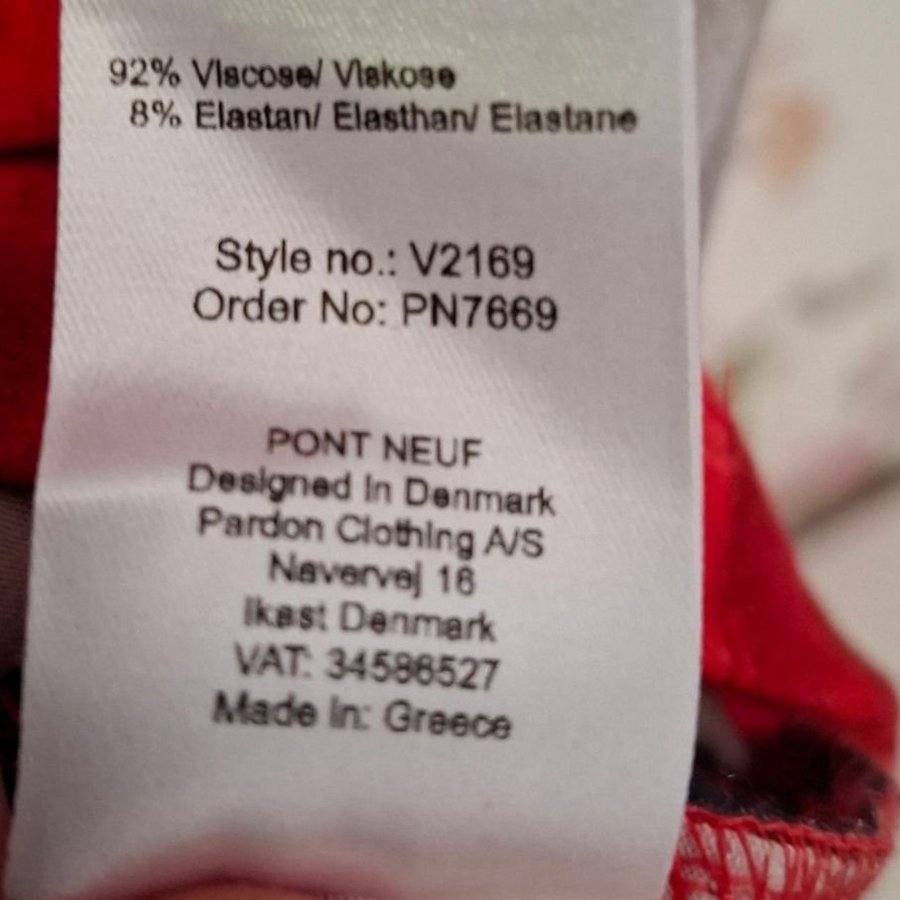 92% Viscose/ Viskose
8% Elastan/ Elasthan/ Elastane
Style no.: V2169
Order No: PN7669
PONT NEUF
Designed in Denmark
Pardon Clothing A/S
Navervej 16
Ikast Denmark
VAT: 34586527
Made in: Greece